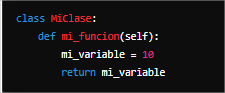 class MiClase:
    def mi_funcion(self):
        mi_variable = 10
        return mi_variable